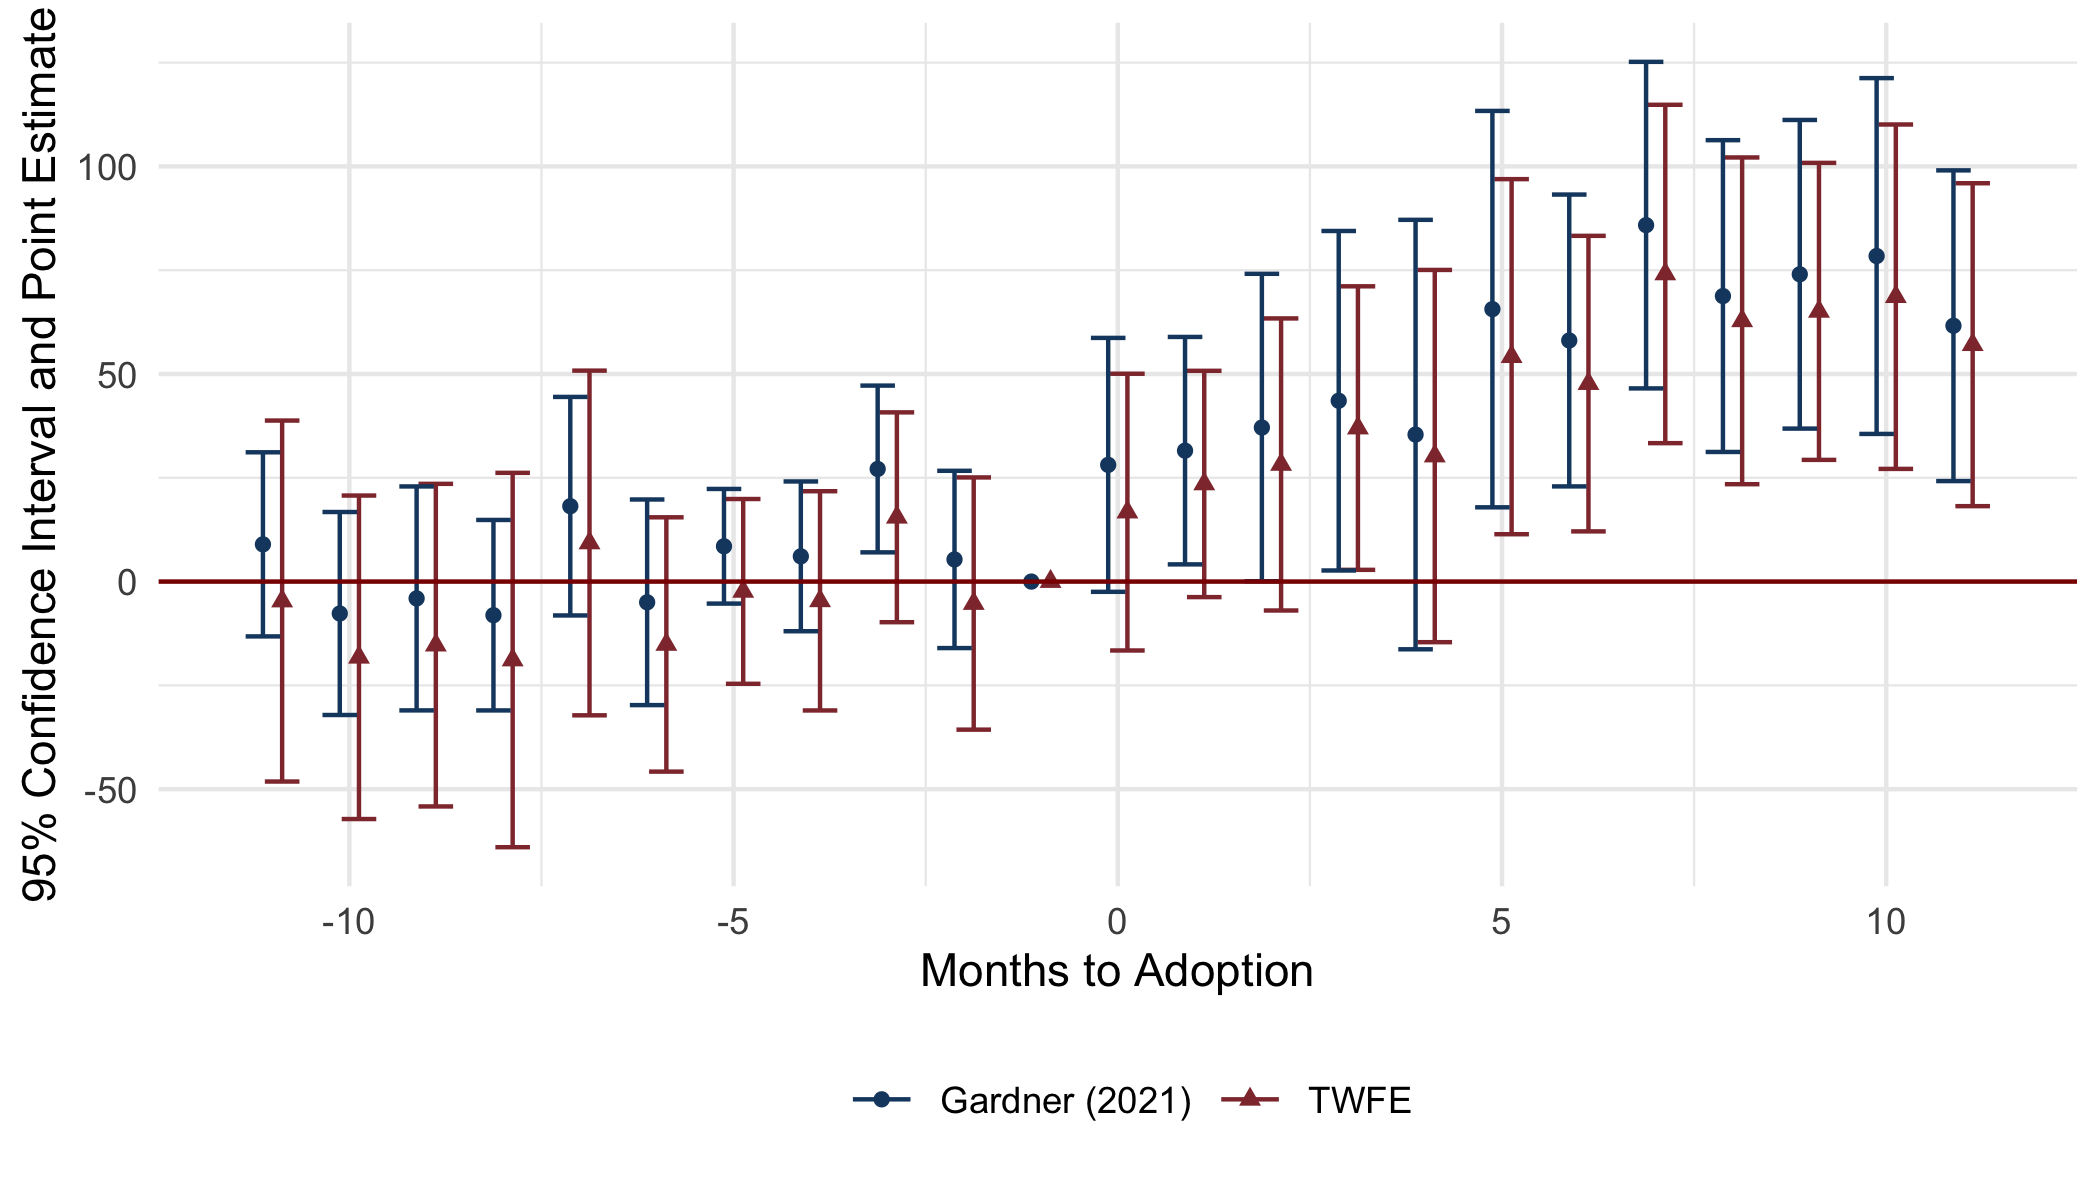 95% Confidence Interval and Point Estimate
100
50
0
-50
-10
-5
0
5
10
Months to Adoption
Gardner (2021)
TWFE